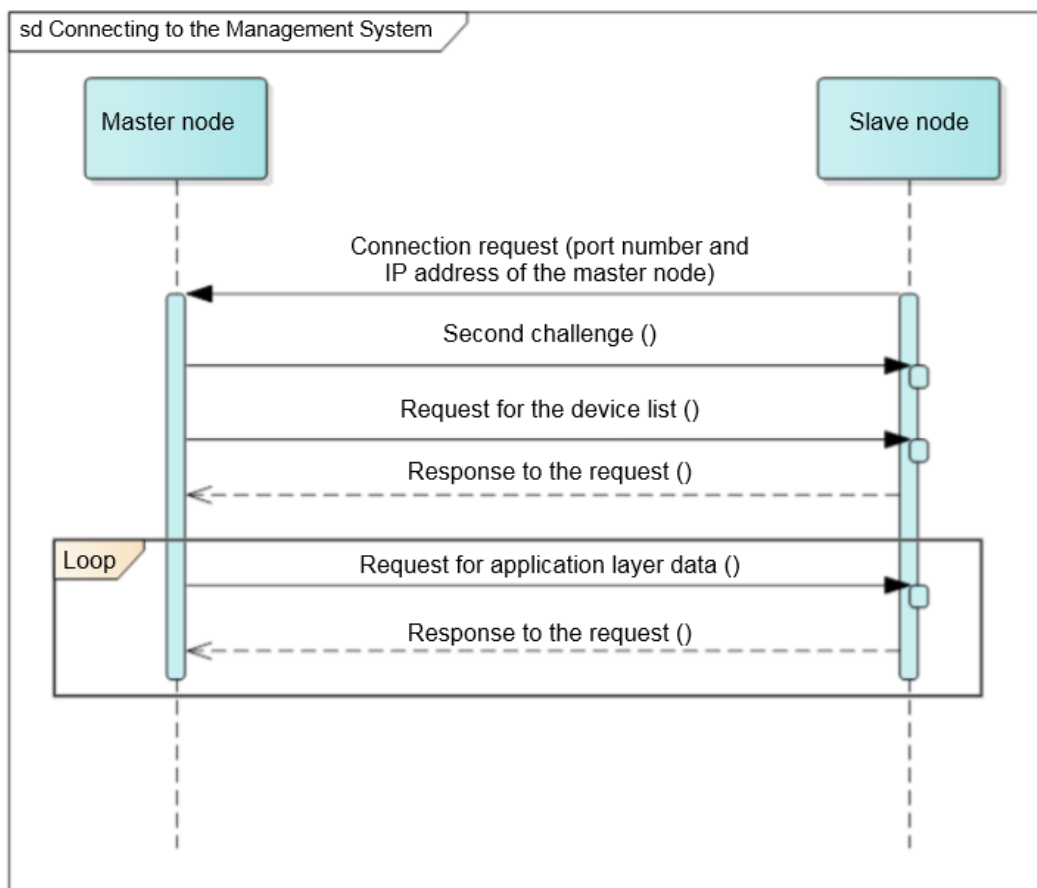 sd Connecting to the Management System
Master node
Slave node
Connection request (port number and
IP address of the master node)
Second challenge ()
Request for the device list ()
Response to the request ()
Loop
Request for application layer data ()
Response to the request ()